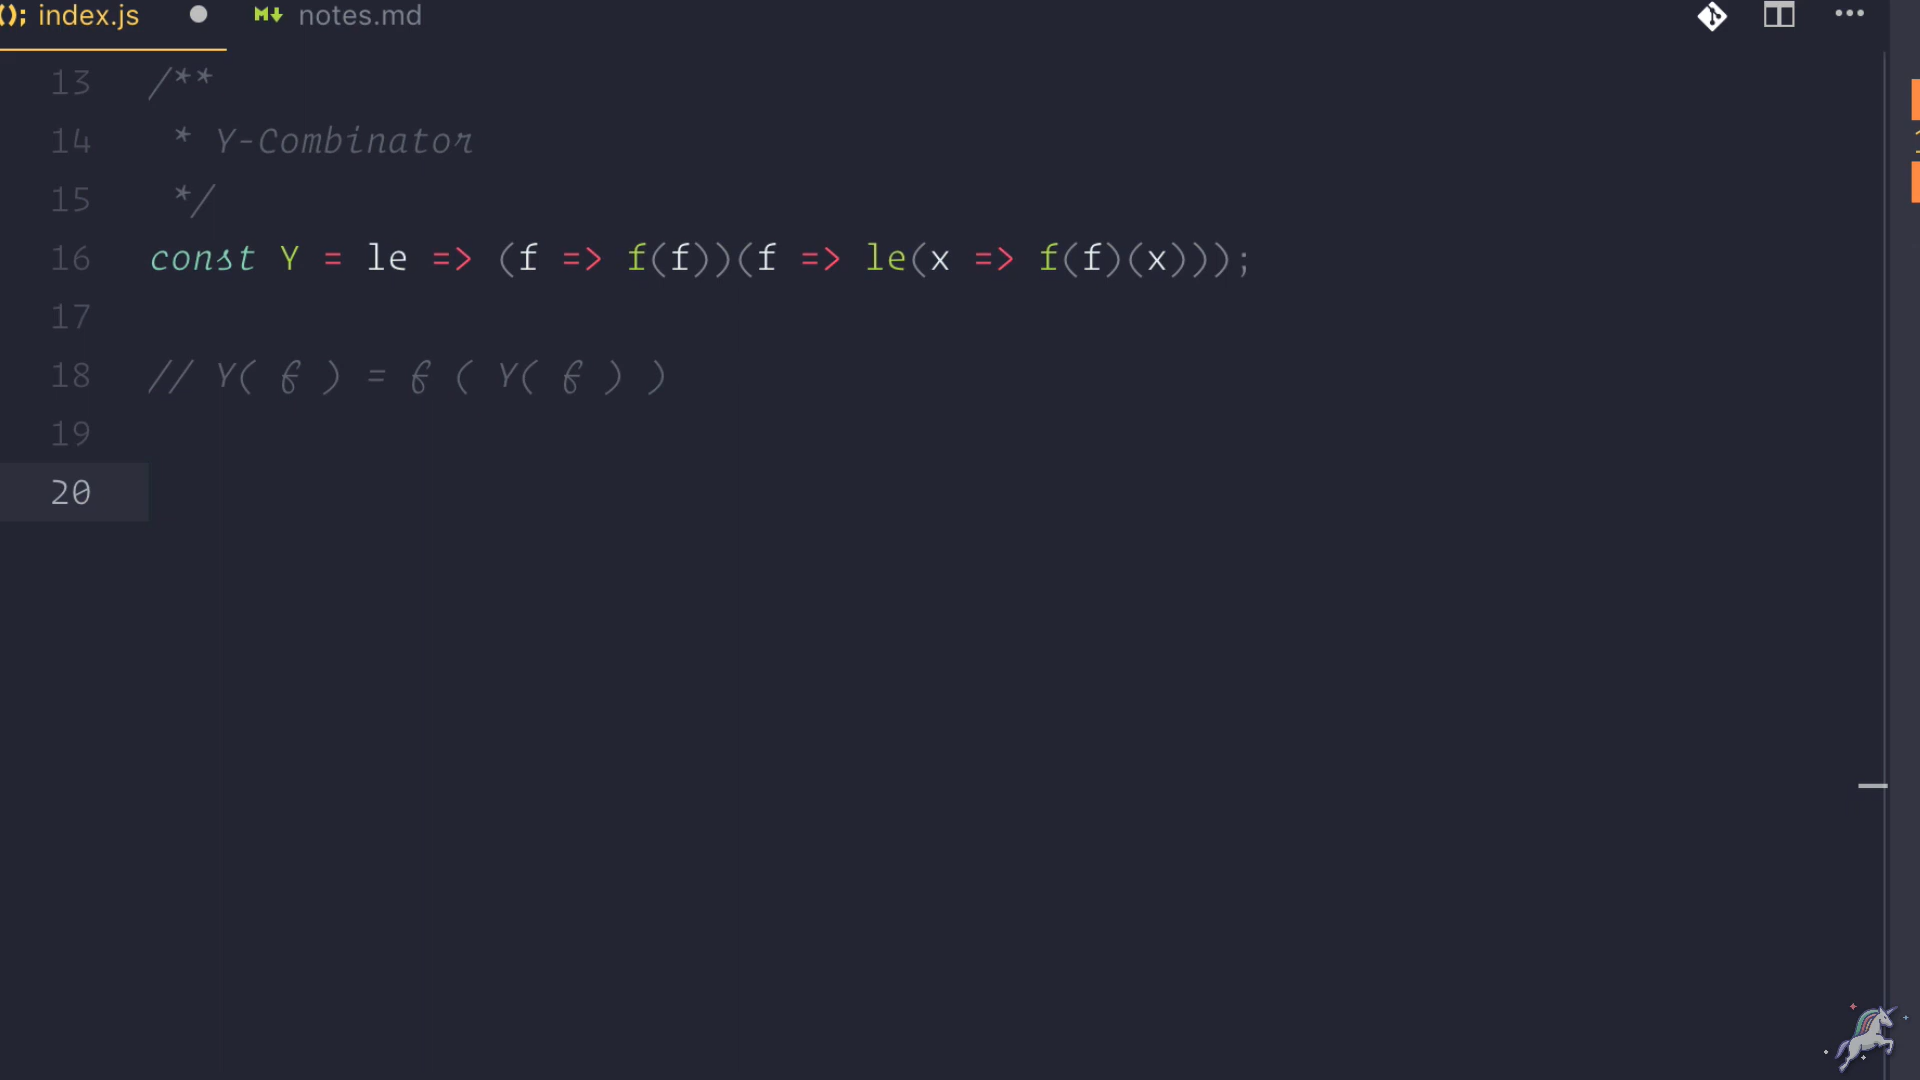 index.js
notes.md
13 /**
14 * Y-Combinator
15 */
16 const Y = le => (f => f(f))(f => le(x => f(f)(x)));
17
18 // Y( f ) = f ( Y( f ) )
19
20